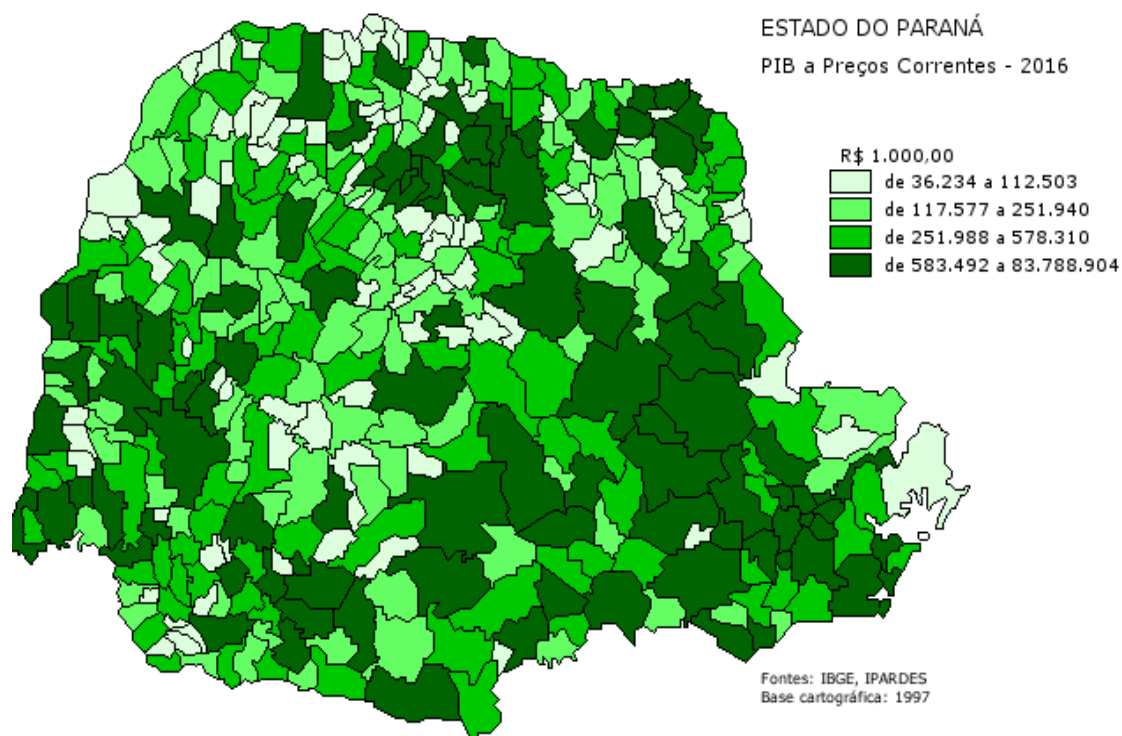 ESTADO DO PARANÁ
PIB a Preços Correntes - 2016
R$ 1.000,00
de 36.234 a 112.503
de 117.577 a 251.940
de 251.988 a 578.310
de 583.492 a 83.788.904
Fontes: IBGE, IPARDES
Base cartográfica: 1997